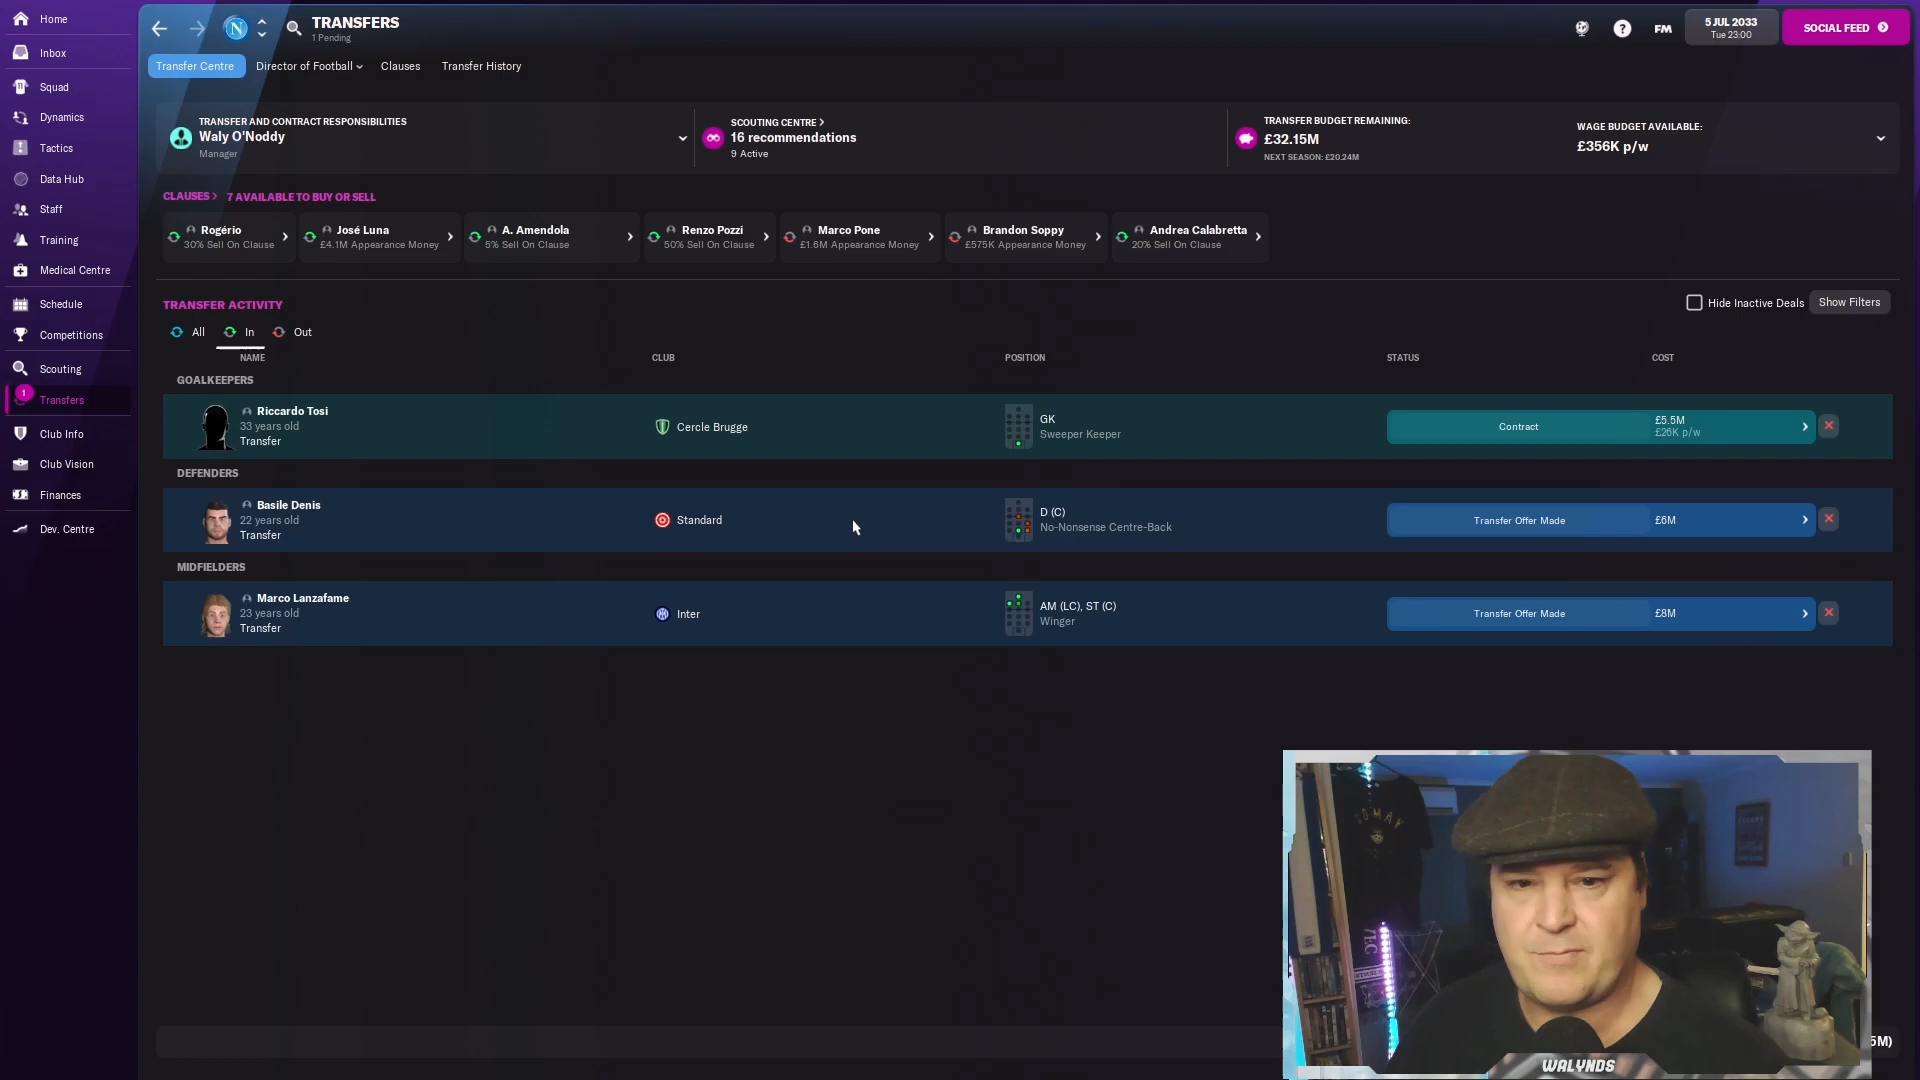 Home
Inbox
Squad
Dynamics
Tactics
Data Hub
Staff
Training
Medical Centre
Schedule
Competitions
Scouting
1
Transfers
Club Info
Club Vision
Finances
Dev. Centre
N
TRANSFERS
1 Pending
?
FM
5 JUL 2033
Tue 23:00
SOCIAL FEED
Transfer Centre
Director of Football
Clauses
Transfer History
TRANSFER AND CONTRACT RESPONSIBILITIES
Waly O'Noddy
Manager
SCOUTING CENTRE
16 recommendations
9 Active
TRANSFER BUDGET REMAINING:
£32.15M
NEXT SEASON: £20.24M
WAGE BUDGET AVAILABLE:
£356K p/w
CLAUSES 7 AVAILABLE TO BUY OR SELL
Rogério
30% Sell On Clause
José Luna
£4.1M Appearance Money
A. Amendola
5% Sell On Clause
Renzo Pozzi
50% Sell On Clause
Marco Pone
£1.6M Appearance Money
Brandon Soppy
£575K Appearance Money
Andrea Calabretta
20% Sell On Clause
TRANSFER ACTIVITY
Hide Inactive Deals
Show Filters
All
In
Out
NAME CLUB POSITION STATUS COST
GOALKEEPERS
Riccardo Tosi
33 years old
Transfer
Cercle Brugge
GK
Sweeper Keeper
Contract
£5.5M
£26K p/w
DEFENDERS
Basile Denis
22 years old
Transfer
Standard
D (C)
No-Nonsense Centre-Back
Transfer Offer Made
£6M
MIDFIELDERS
Marco Lanzafame
23 years old
Transfer
Inter
AM (LC), ST (C)
Winger
Transfer Offer Made
£8M
WALYNDS